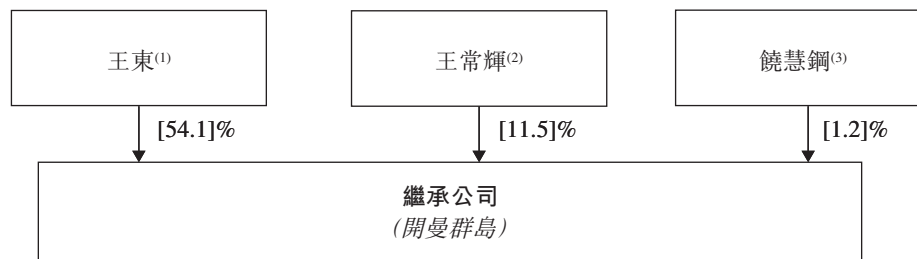 王東(1)
王常輝(2)
饒慧鋼(3)
[54.1]%
[11.5]%
[1.2]%
繼承公司
(開曼群島)